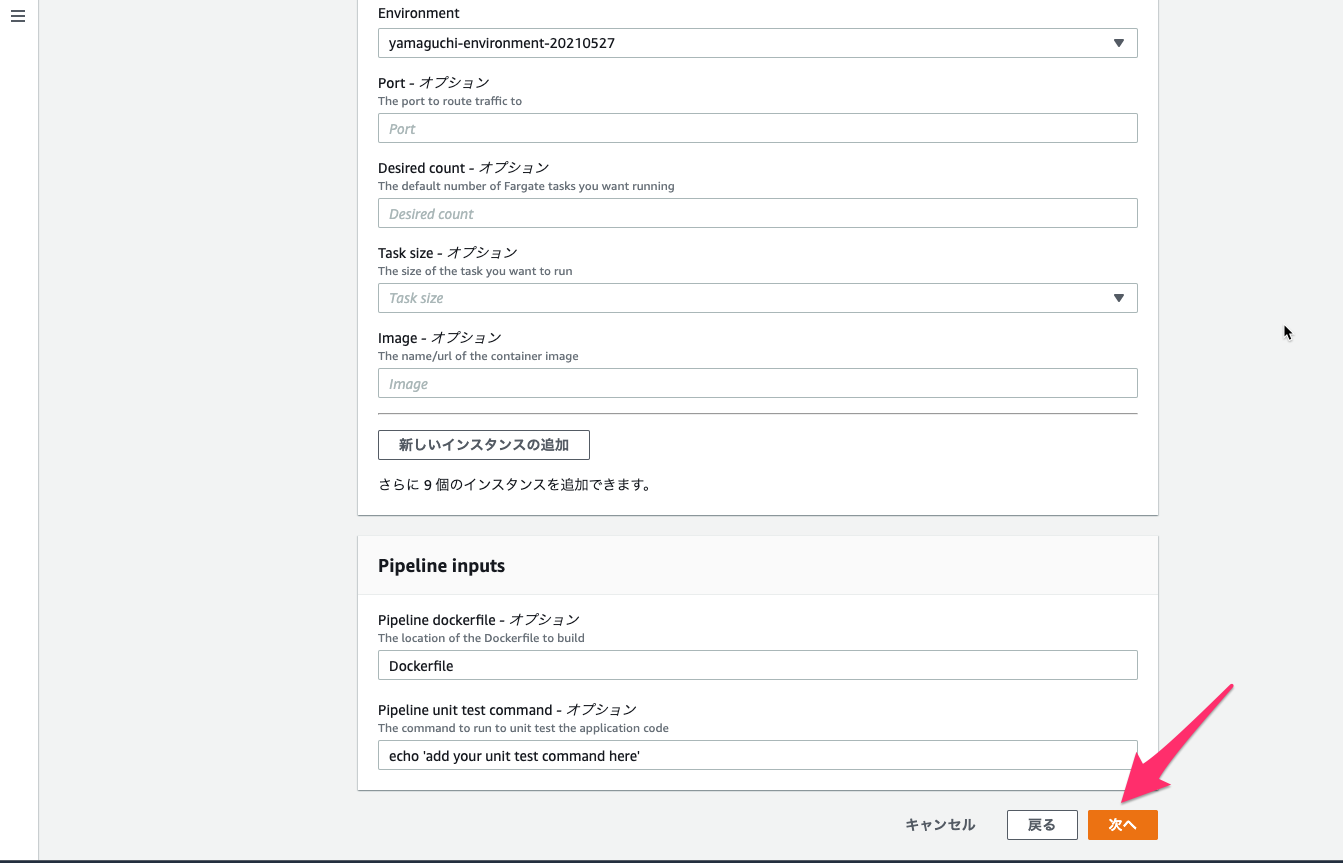 Environment
yamaguchi-environment-20210527
Port - オプション
The port to route traffic to
Port
Desired count - オプション
The default number of Fargate tasks you want running
Desired count
Task size - オプション
The size of the task you want to run
Task size
Image - オプション
The name/url of the container image
Image
新しいインスタンスの追加
さらに 9 個のインスタンスを追加できます。
Pipeline inputs
Pipeline dockerfile - オプション
The location of the Dockerfile to build
Dockerfile
Pipeline unit test command - オプション
The command to run to unit test the application code
echo 'add your unit test command here'
キャンセル 戻る 次へ